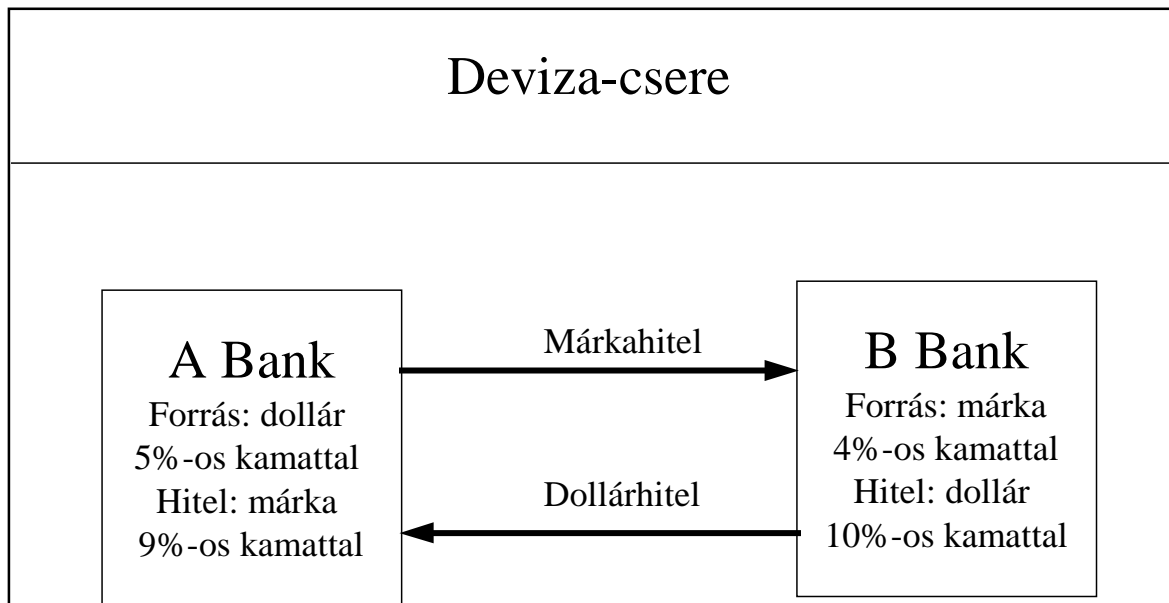 Deviza-csere
A Bank
Forrás: dollár
5%-os kamattal
Hitel: márka
9%-os kamattal
Márkahitel
Dollárhitel
B Bank
Forrás: márka
4%-os kamattal
Hitel: dollár
10%-os kamattal